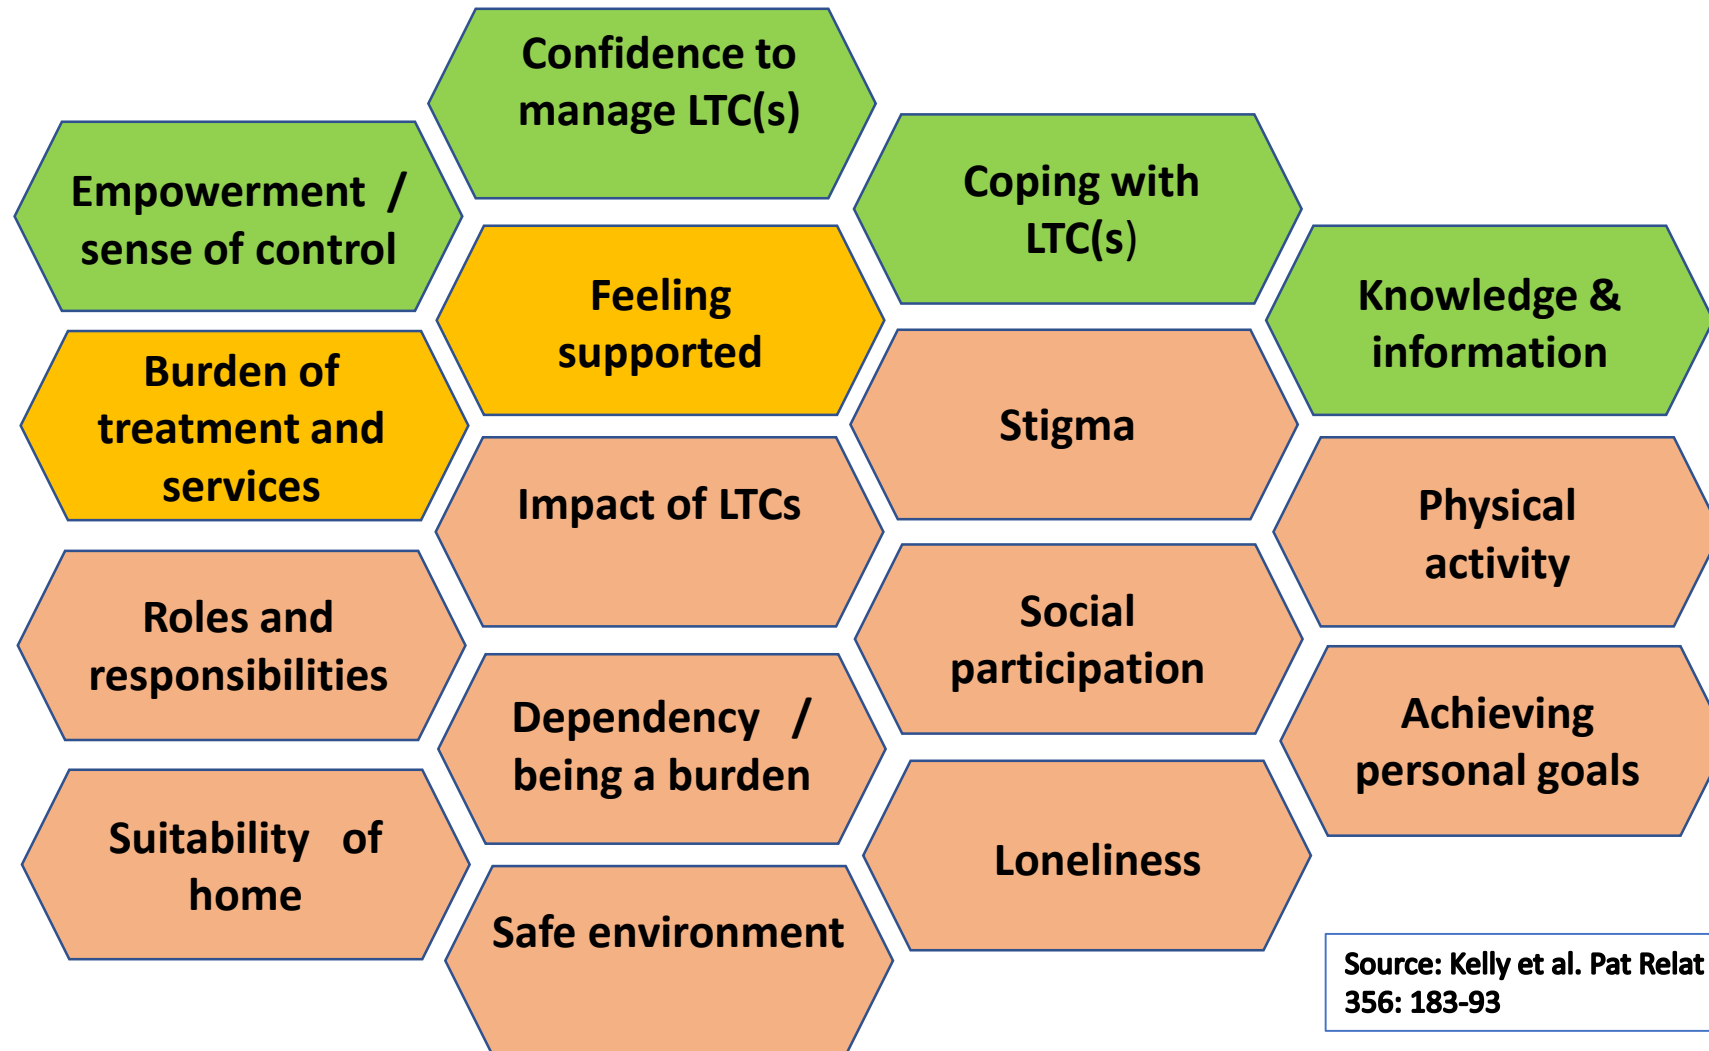 Confidence to
manage LTC(s)
Empowerment /
sense of control
Coping with
LTC(s)
Feeling
supported
Knowledge &
information
Burden of
treatment and
services
Stigma
Impact of LTCs
Physical
activity
Roles and
responsibilities
Social
participation
Dependency /
being a burden
Achieving
personal goals
Suitability of
home
Loneliness
Safe environment
Source: Kelly et al. Pat Relat
356: 183-93